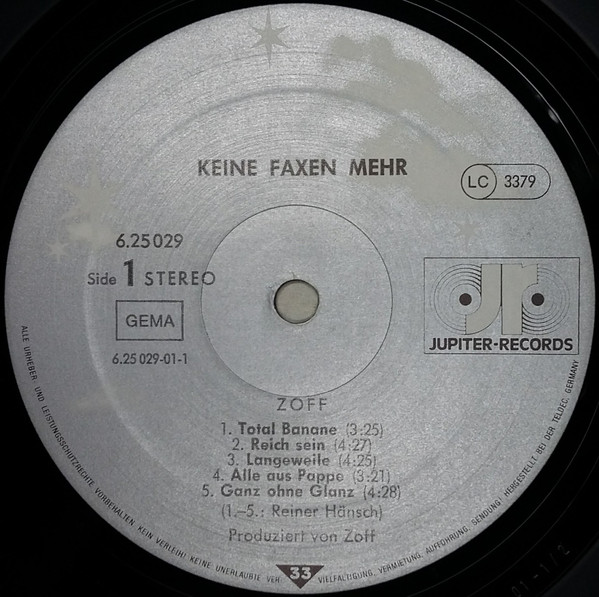 KEINE FAXEN MEHR
LC 3379
6.25029
Side 1 STEREO
GEMA
6.25 029-01-1
jr
JUPITER-RECORDS
ZOFF
1. Total Banane (3:25)
2. Reich sein (4:27)
3. Langeweile (4:25)
4. Alle aus Pappe (3:21)
5. Ganz ohne Glanz (4:28)
(1.–5.: Reiner Hänsch)
Produziert von Zoff
ALLE URHEBER- UND LEISTUNGSSCHUTZRECHTE VORBEHALTEN. KEIN VERLEIH! KEINE UNERLAUBTE VER- 33 VIELFÄLTIGUNG, VERMIETUNG, AUFFÜHRUNG, SENDUNG! HERGESTELLT BEI DER TELDEC, GERMANY